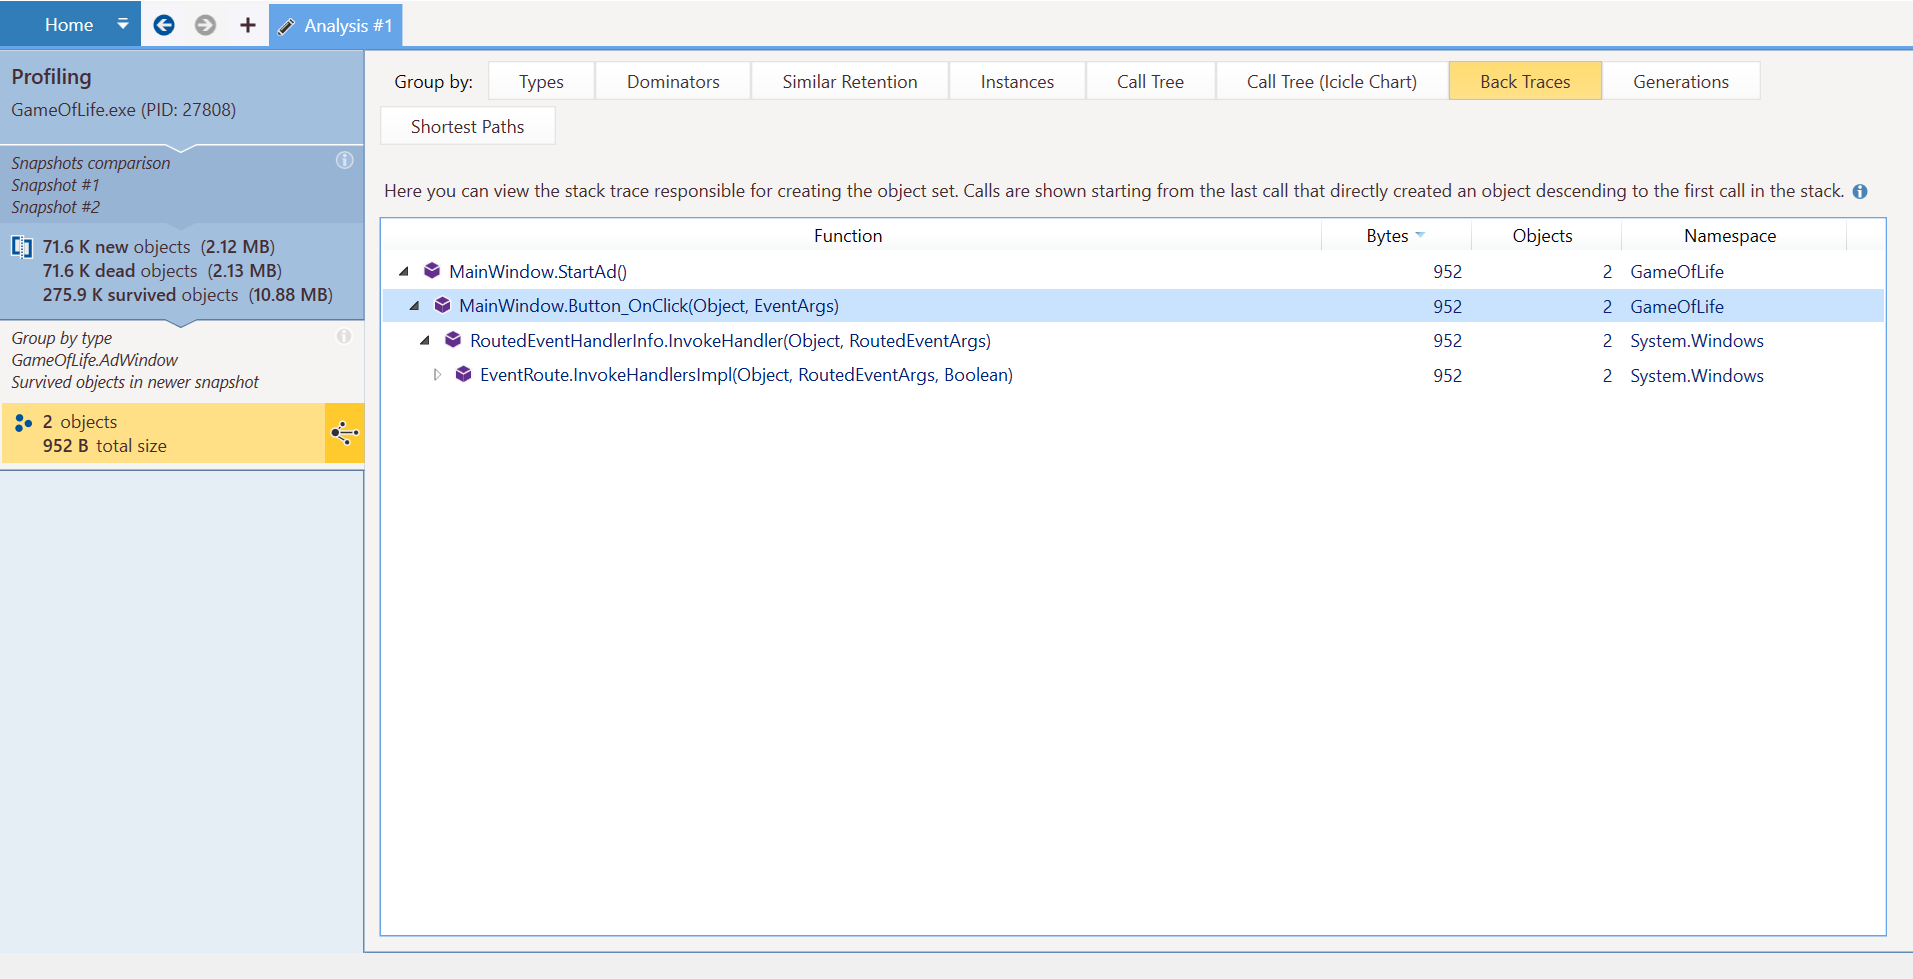 Home
Analysis #1
Profiling
GameOfLife.exe (PID: 27808)
Snapshots comparison
Snapshot #1
Snapshot #2
71.6 K new objects (2.12 MB)
71.6 K dead objects (2.13 MB)
275.9 K survived objects (10.88 MB)
Group by type
GameOfLife.AdWindow
Survived objects in newer snapshot
2 objects
952 B total size
Group by: Types Dominators Similar Retention Instances Call Tree Call Tree (Icicle Chart) Back Traces Generations
Shortest Paths
Here you can view the stack trace responsible for creating the object set. Calls are shown starting from the last call that directly created an object descending to the first call in the stack.
Function Bytes Objects Namespace
MainWindow.StartAd() 952 2 GameOfLife
MainWindow.Button_OnClick(Object, EventArgs) 952 2 GameOfLife
RoutedEventHandlerInfo.InvokeHandler(Object, RoutedEventArgs) 952 2 System.Windows
EventRoute.InvokeHandlersImpl(Object, RoutedEventArgs, Boolean) 952 2 System.Windows